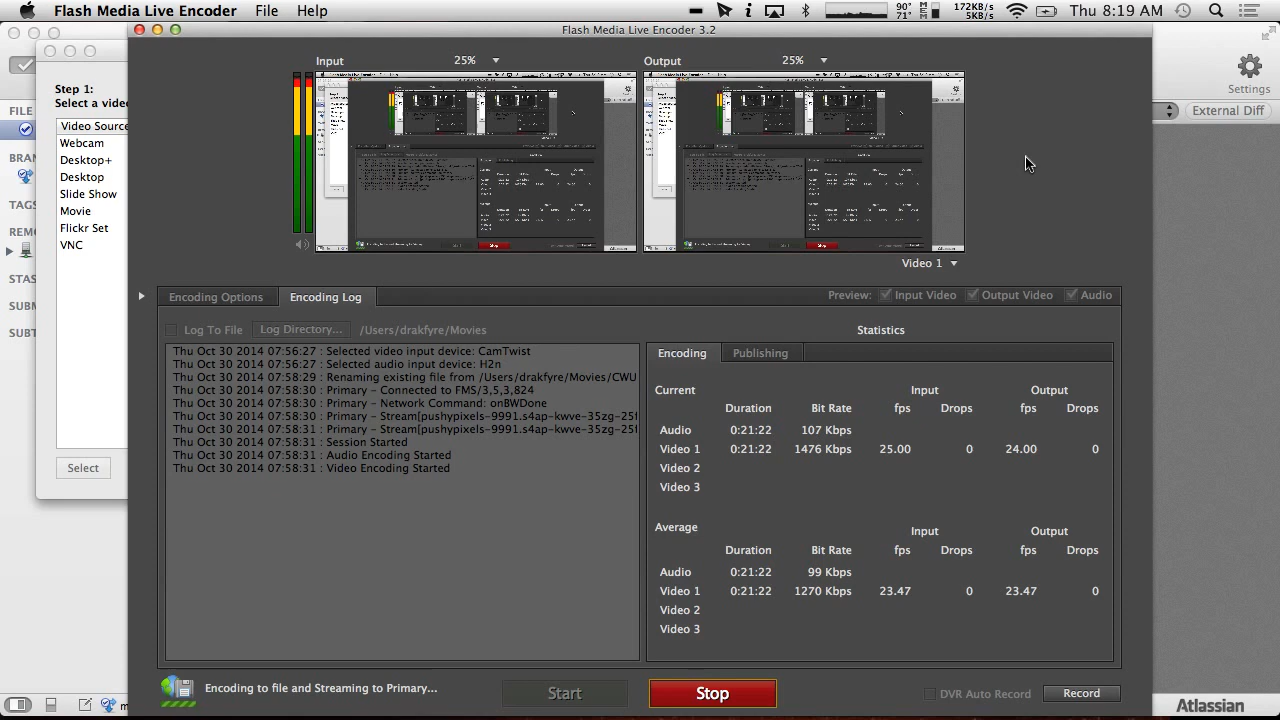 Flash Media Live Encoder File Help 90° 71° 172KB/s 5KB/s Thu 8:19 AM
Flash Media Live Encoder 3.2
Input 25% Output 25%
Step 1:
Select a video
Settings
FILE
Video Source
External Diff
Webcam
BRAN
Desktop+
Desktop
Slide Show
TAGS
Movie
REMO
Flickr Set
VNC
Video 1
STAS
SUBM
SUBT
Encoding Options Encoding Log
Preview: Input Video Output Video Audio
Log To File Log Directory... /Users/drakfyre/Movies
Statistics
Thu Oct 30 2014 07:56:27 : Selected video input device: CamTwist
Thu Oct 30 2014 07:56:27 : Selected audio input device: H2n
Thu Oct 30 2014 07:58:29 : Renaming existing file from /Users/drakfyre/Movies/CWU
Thu Oct 30 2014 07:58:30 : Primary - Connected to FMS/3,5,3,824
Thu Oct 30 2014 07:58:30 : Primary - Network Command: onBWDone
Thu Oct 30 2014 07:58:30 : Primary - Stream[pushypixels-9991.s4ap-kwve-35zg-25f
Thu Oct 30 2014 07:58:31 : Primary - Stream[pushypixels-9991.s4ap-kwve-35zg-25f
Thu Oct 30 2014 07:58:31 : Session Started
Thu Oct 30 2014 07:58:31 : Audio Encoding Started
Thu Oct 30 2014 07:58:31 : Video Encoding Started
Encoding Publishing
Current Input Output
Duration Bit Rate fps Drops fps Drops
Audio 0:21:22 107 Kbps
Video 1 0:21:22 1476 Kbps 25.00 0 24.00 0
Video 2
Video 3
Average Input Output
Duration Bit Rate fps Drops fps Drops
Audio 0:21:22 99 Kbps
Video 1 0:21:22 1270 Kbps 23.47 0 23.47 0
Video 2
Video 3
Select
Encoding to file and Streaming to Primary...
Start Stop
DVR Auto Record Record
Atlassian